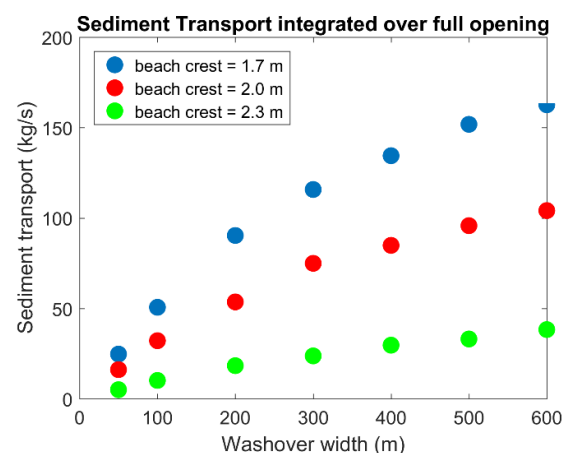 Sediment Transport integrated over full opening
200
150
100
50
0
Sediment transport (kg/s)
beach crest = 1.7 m
beach crest = 2.0 m
beach crest = 2.3 m
0 100 200 300 400 500 600
Washover width (m)